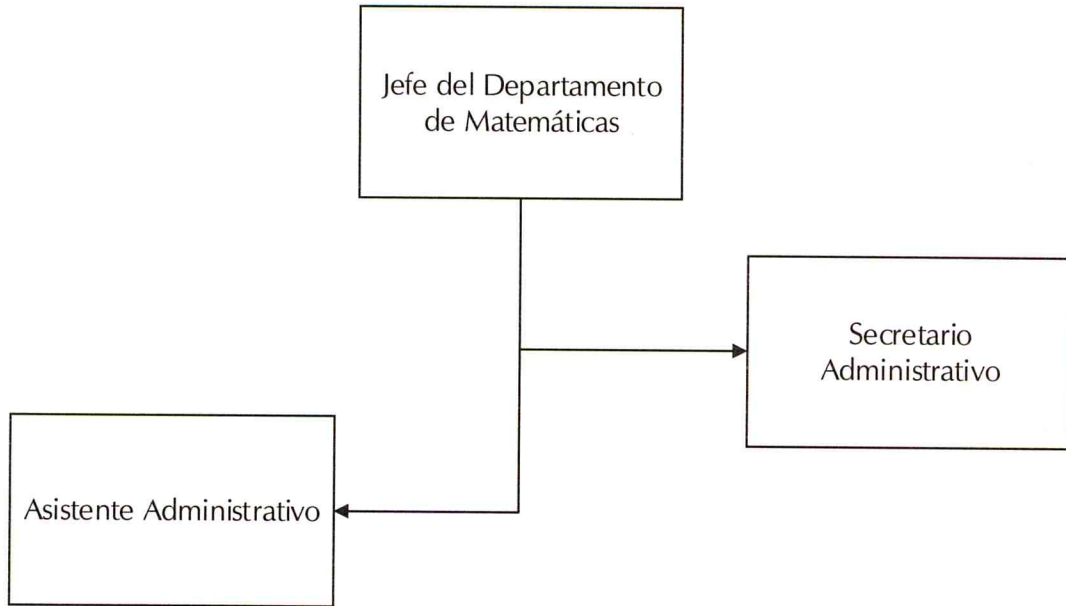 Jefe del Departamento
de Matemáticas
Secretario
Administrativo
Asistente Administrativo